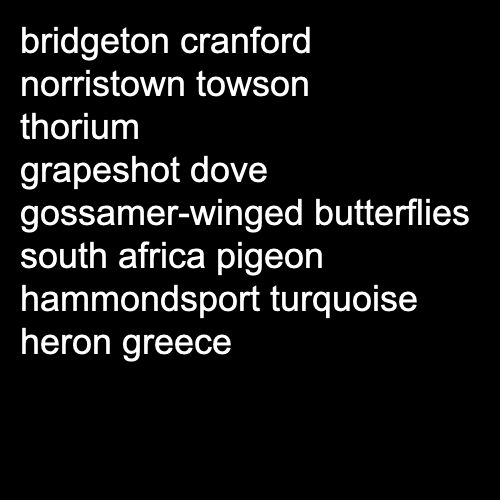 bridgeton cranford
norristown towson
thorium
grapeshot dove
gossamer-winged butterflies
south africa pigeon
hammondsport turquoise
heron greece